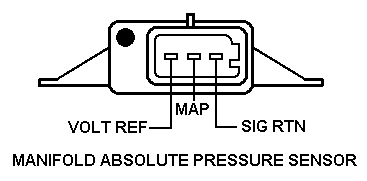 MAP
VOLT REF
SIG RTN
MANIFOLD ABSOLUTE PRESSURE SENSOR